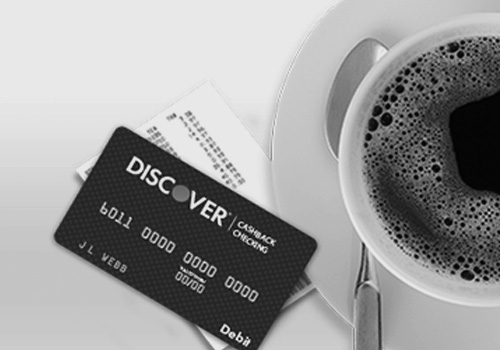 DISCOVER
CASHBACK
CHECKING
6011 0000 0000 0000
VALID THRU
00/00
J L WEBB
Debit